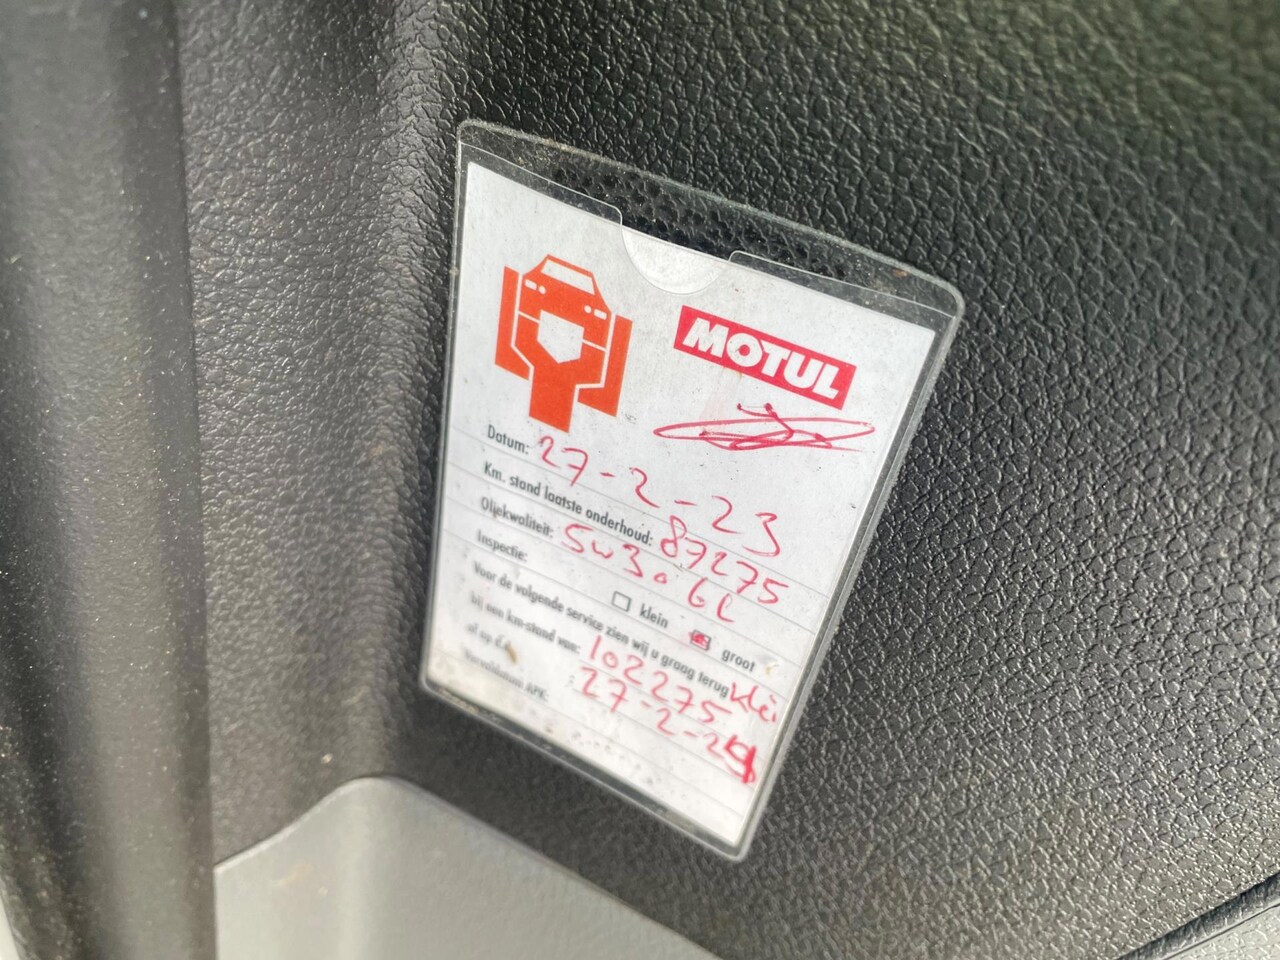 MOTUL
Datum: 27-2-23
Km. stand laatste onderhoud: 87275
Oliekwaliteit: 5w30 6L
Inspectie: klein groot
Voor de volgende service zien wij u graag terug
bij een km-stand van: 102275
of op d.d. : 27-2-24
Vervaldatum APK: